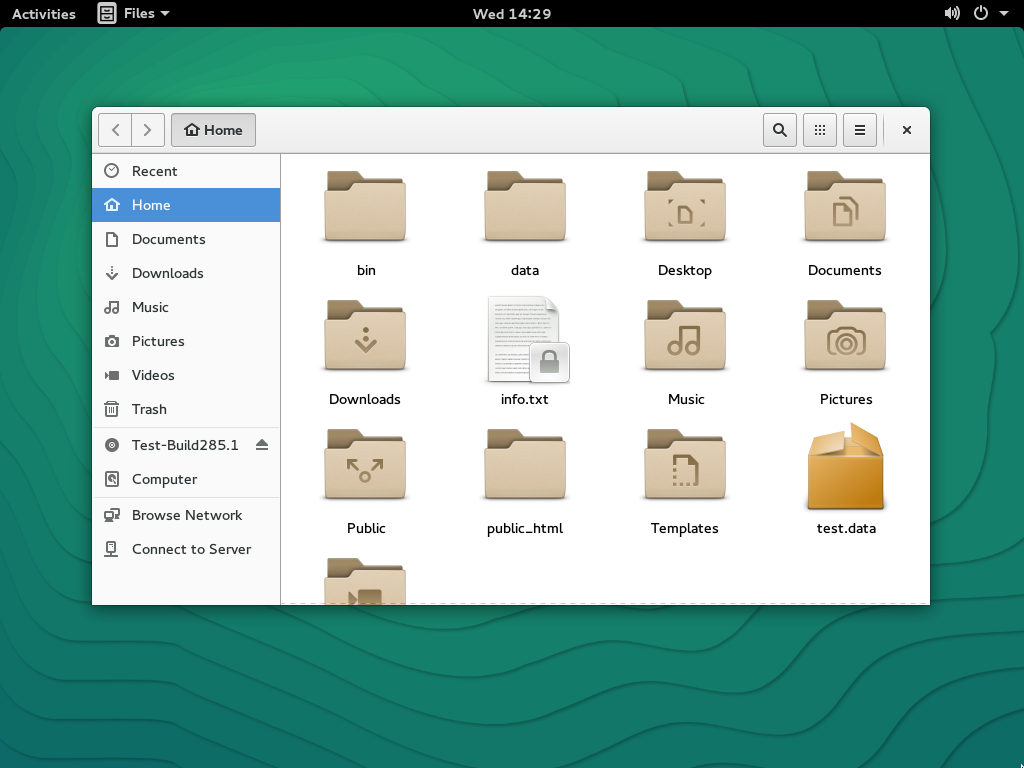 Activities Files Wed 14:29
Home
Recent
Home
Documents
Downloads
Music
Pictures
Videos
Trash
Test-Build285.1
Computer
Browse Network
Connect to Server
bin data Desktop Documents
Downloads info.txt Music Pictures
Public public_html Templates test.data